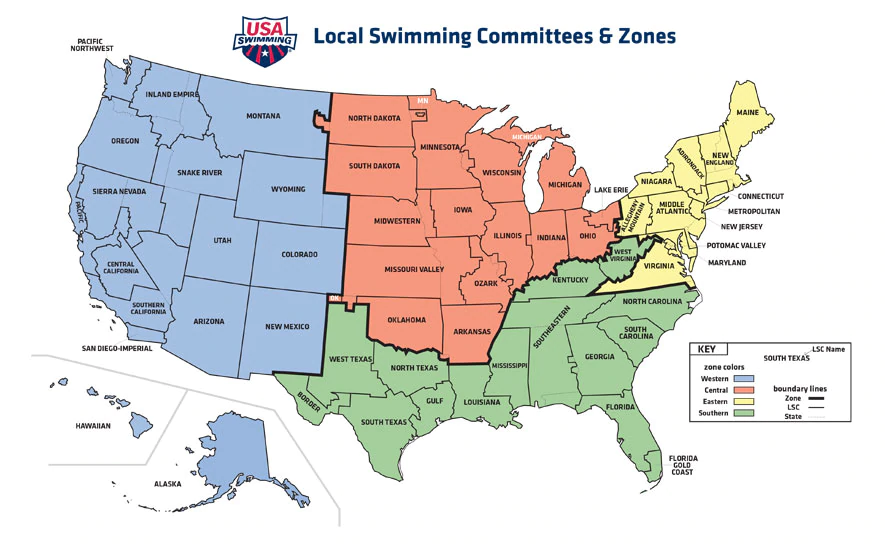 USA
SWIMMING
Local Swimming Committees & Zones
PACIFIC
NORTHWEST
INLAND EMPIRE
MONTANA
OREGON
SNAKE RIVER
WYOMING
SIERRA NEVADA
PACIFIC
UTAH
COLORADO
CENTRAL
CALIFORNIA
SOUTHERN
CALIFORNIA
ARIZONA
NEW MEXICO
SAN DIEGO-IMPERIAL
HAWAIIAN
ALASKA
MN
NORTH DAKOTA
MINNESOTA
MICHIGAN
SOUTH DAKOTA
WISCONSIN
MICHIGAN
LAKE ERIE
MIDWESTERN
IOWA
ILLINOIS
INDIANA
OHIO
MISSOURI VALLEY
OZARK
OKLAHOMA
ARKANSAS
MAINE
ADIRONDACK
NEW
ENGLAND
NIAGARA
ALLEGHENY
MOUNTAIN
MIDDLE
ATLANTIC
CONNECTICUT
METROPOLITAN
NEW JERSEY
POTOMAC VALLEY
MARYLAND
VIRGINIA
WEST
VIRGINIA
KENTUCKY
NORTH CAROLINA
SOUTH
CAROLINA
SOUTHEASTERN
GEORGIA
MISSISSIPPI
WEST TEXAS
NORTH TEXAS
BORDER
GULF
LOUISIANA
SOUTH TEXAS
FLORIDA
FLORIDA
GOLD
COAST
KEY
LSC Name
SOUTH TEXAS
zone colors
Western
Central
Eastern
Southern
boundary lines
Zone
LSC
State